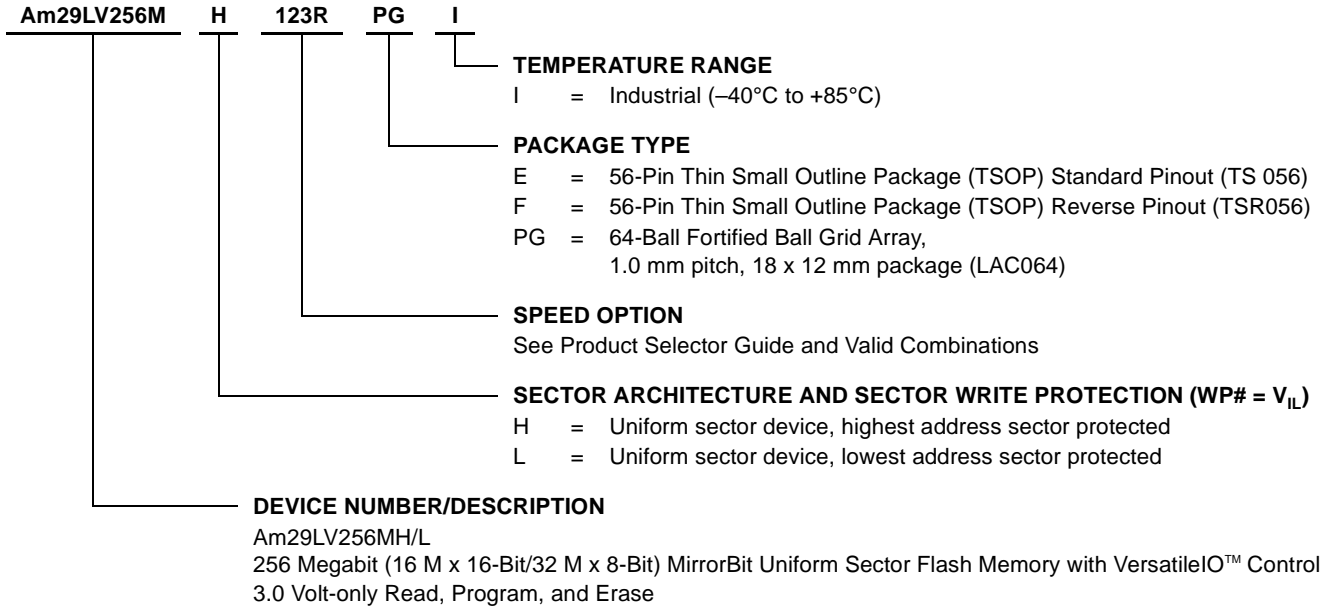 Am29LV256M H 123R PG I
TEMPERATURE RANGE
I = Industrial (–40°C to +85°C)
PACKAGE TYPE
E = 56-Pin Thin Small Outline Package (TSOP) Standard Pinout (TS 056)
F = 56-Pin Thin Small Outline Package (TSOP) Reverse Pinout (TSR056)
PG = 64-Ball Fortified Ball Grid Array,
1.0 mm pitch, 18 x 12 mm package (LAC064)
SPEED OPTION
See Product Selector Guide and Valid Combinations
SECTOR ARCHITECTURE AND SECTOR WRITE PROTECTION (WP# = VIL)
H = Uniform sector device, highest address sector protected
L = Uniform sector device, lowest address sector protected
DEVICE NUMBER/DESCRIPTION
Am29LV256MH/L
256 Megabit (16 M x 16-Bit/32 M x 8-Bit) MirrorBit Uniform Sector Flash Memory with VersatileIO™ Control
3.0 Volt-only Read, Program, and Erase